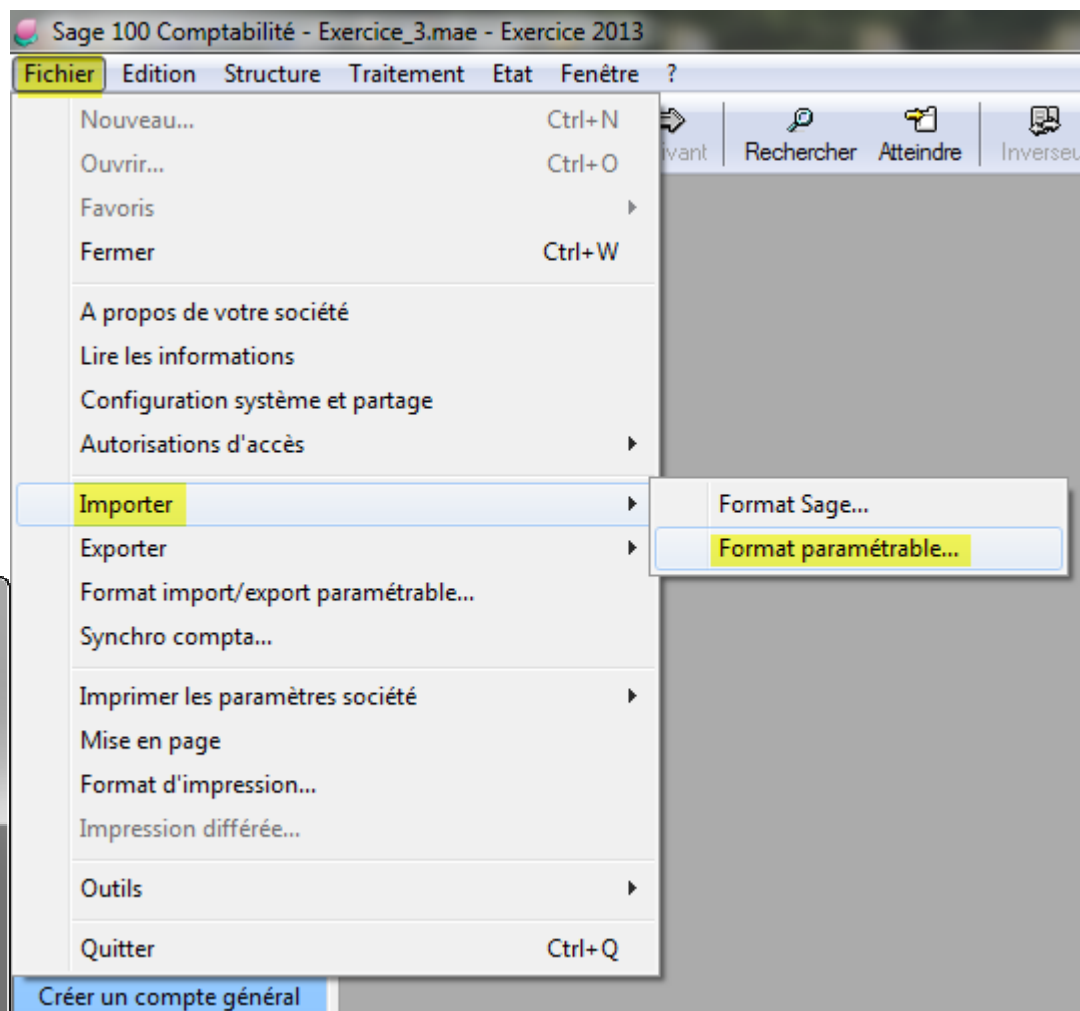 Sage 100 Comptabilité - Exercice_3.mae - Exercice 2013
Fichier Edition Structure Traitement Etat Fenêtre ?
Nouveau... Ctrl+N
Ouvrir... Ctrl+O
Favoris
Fermer Ctrl+W
A propos de votre société
Lire les informations
Configuration système et partage
Autorisations d'accès
Importer
Exporter
Format import/export paramétrable...
Synchro compta...
Imprimer les paramètres société
Mise en page
Format d'impression...
Impression différée...
Outils
Quitter Ctrl+Q
Format Sage...
Format paramétrable...
ivant Rechercher Atteindre Inverseu
Créer un compte général